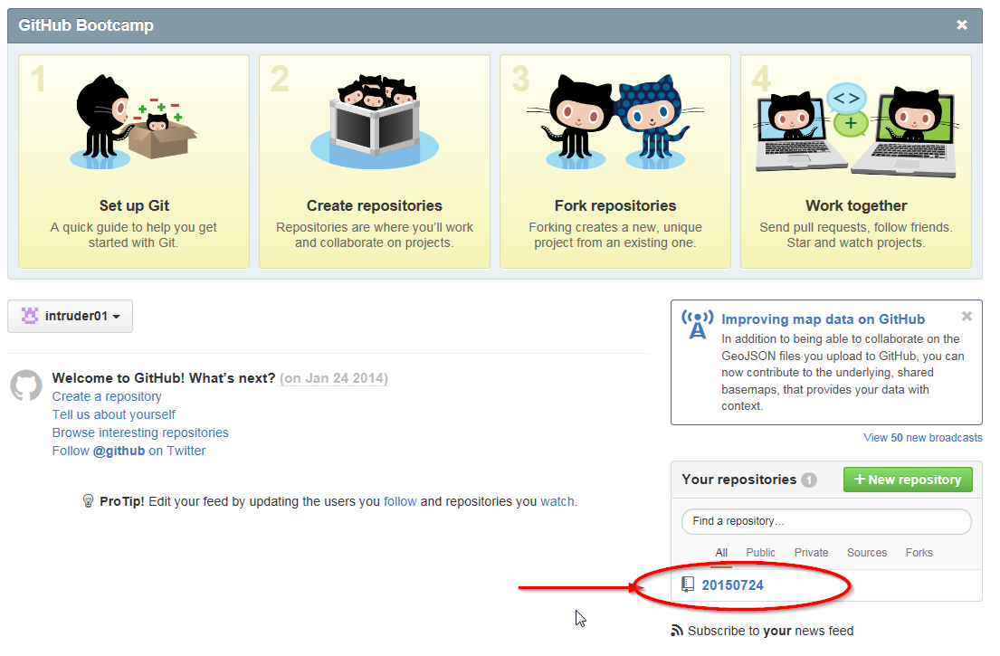 GitHub Bootcamp
1
Set up Git
A quick guide to help you get
started with Git.
2
Create repositories
Repositories are where you'll work
and collaborate on projects.
3
Fork repositories
Forking creates a new, unique
project from an existing one.
4
<>
+
Work together
Send pull requests, follow friends.
Star and watch projects.
intruder01
Welcome to GitHub! What's next? (on Jan 24 2014)
Create a repository
Tell us about yourself
Browse interesting repositories
Follow @github on Twitter
ProTip! Edit your feed by updating the users you follow and repositories you watch.
Improving map data on GitHub
In addition to being able to collaborate on the
GeoJSON files you upload to GitHub, you can
now contribute to the underlying, shared
basemaps, that provides your data with
context.
View 50 new broadcasts
Your repositories 1
+ New repository
Find a repository…
All Public Private Sources Forks
20150724
Subscribe to your news feed